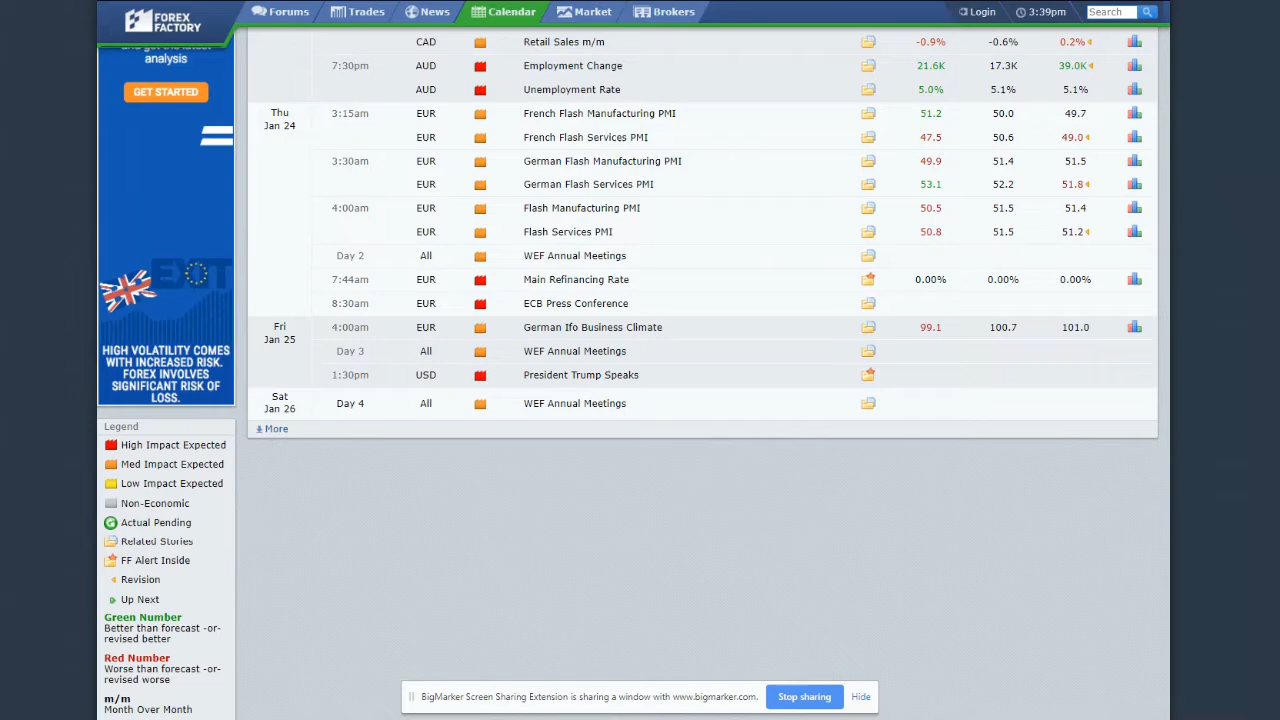 FOREX
FACTORY
Forums
Trades
News
Calendar
Market
Brokers
Login
3:39pm
Search
analysis
GET STARTED
HIGH VOLATILITY COMES
WITH INCREASED RISK.
FOREX INVOLVES
SIGNIFICANT RISK OF
LOSS.
CAD Retail Sales m/m -0.9% -0.6% 0.2%
7:30pm AUD Employment Change 21.6K 17.3K 39.0K
AUD Unemployment Rate 5.0% 5.1% 5.1%
Thu
Jan 24
3:15am EUR French Flash Manufacturing PMI 51.2 50.0 49.7
EUR French Flash Services PMI 47.5 50.6 49.0
3:30am EUR German Flash Manufacturing PMI 49.9 51.4 51.5
EUR German Flash Services PMI 53.1 52.2 51.8
4:00am EUR Flash Manufacturing PMI 50.5 51.5 51.4
EUR Flash Services PMI 50.8 51.5 51.2
Day 2 All WEF Annual Meetings
7:44am EUR Main Refinancing Rate 0.00% 0.00% 0.00%
8:30am EUR ECB Press Conference
Fri
Jan 25
4:00am EUR German Ifo Business Climate 99.1 100.7 101.0
Day 3 All WEF Annual Meetings
1:30pm USD President Trump Speaks
Sat
Jan 26
Day 4 All WEF Annual Meetings
More
Legend
High Impact Expected
Med Impact Expected
Low Impact Expected
Non-Economic
Actual Pending
Related Stories
FF Alert Inside
Revision
Up Next
Green Number
Better than forecast -or-
revised better
Red Number
Worse than forecast -or-
revised worse
m/m
Month Over Month
BigMarker Screen Sharing Extension is sharing a window with www.bigmarker.com.
Stop sharing
Hide